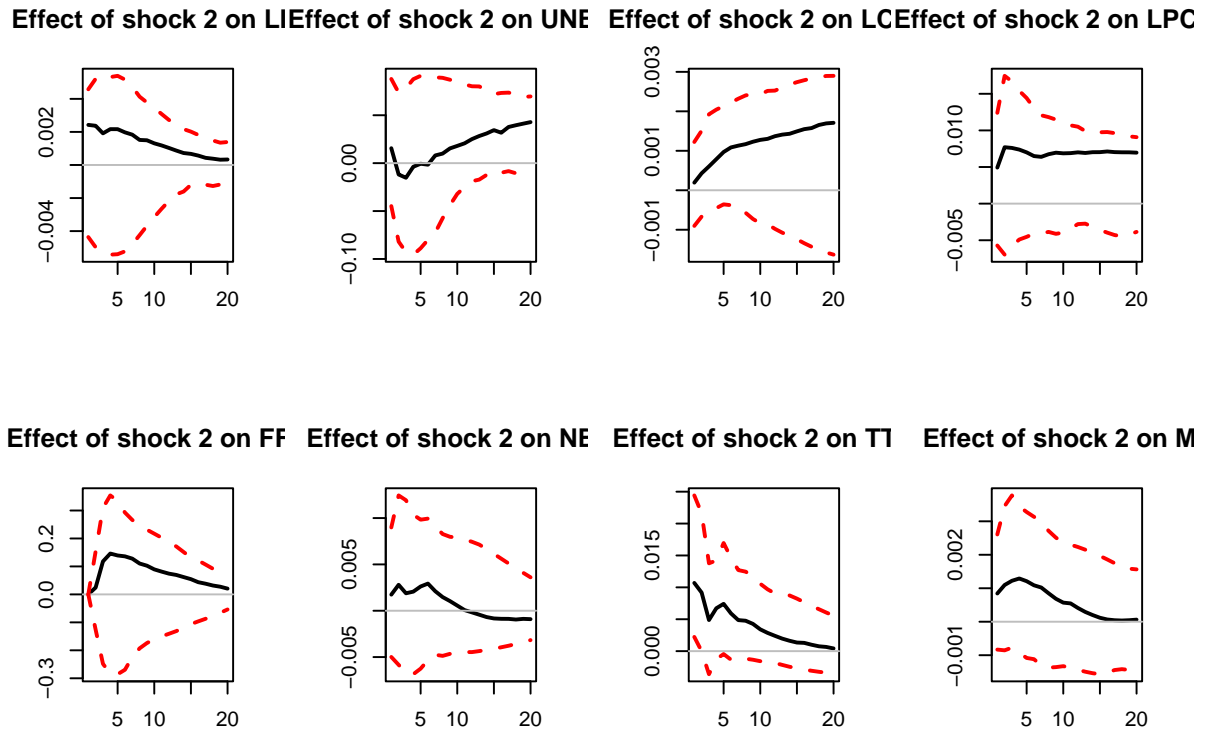 Effect of shock 2 on LI
Effect of shock 2 on UNE
Effect of shock 2 on LC
Effect of shock 2 on LPC
0.002
−0.004
5 10 20
0.00
−0.10
5 10 20
0.003
0.001
−0.001
5 10 20
0.010
−0.005
5 10 20
Effect of shock 2 on FF
Effect of shock 2 on NE
Effect of shock 2 on TT
Effect of shock 2 on M
0.2
0.0
−0.3
5 10 20
0.005
−0.005
5 10 20
0.015
0.000
5 10 20
0.002
−0.001
5 10 20